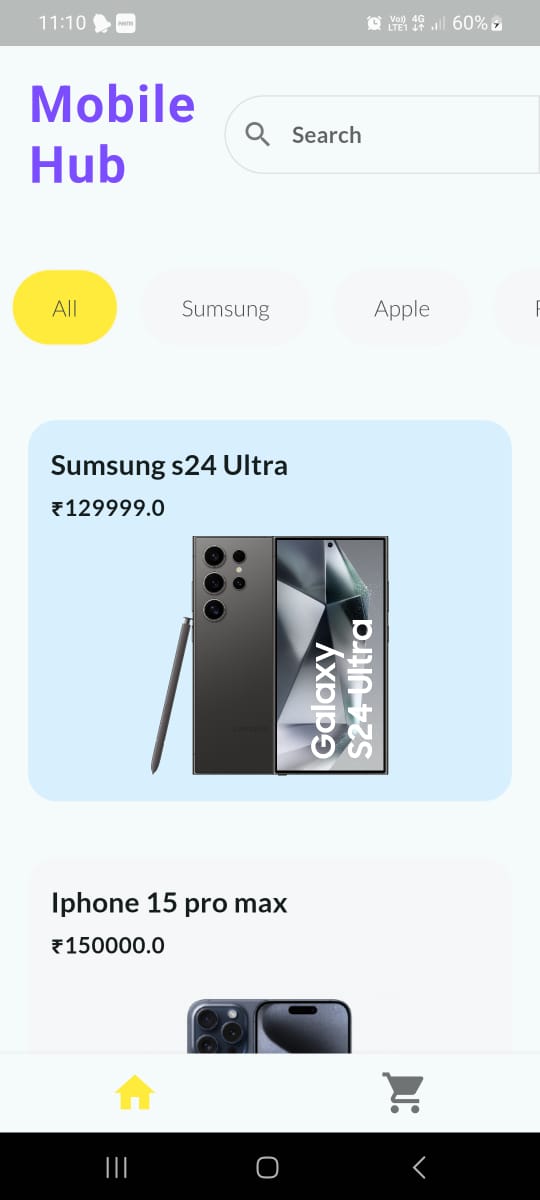 11:10
60%
Vo))
LTE1
4G
Mobile
Hub
Search
All
Sumsung
Apple
Sumsung s24 Ultra
₹129999.0
Galaxy
S24 Ultra
Iphone 15 pro max
₹150000.0